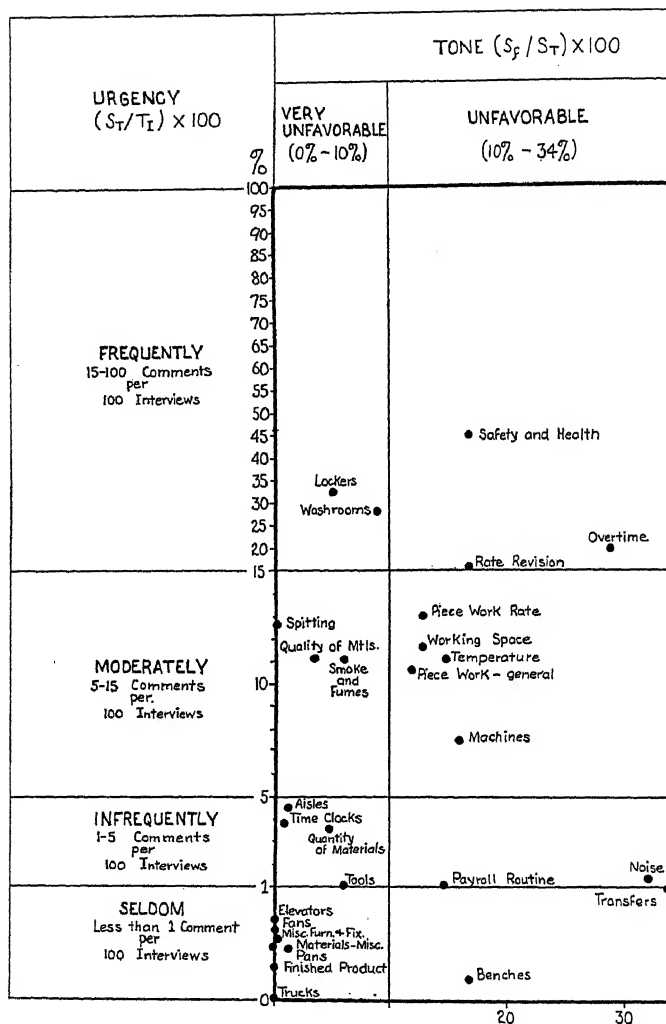 TONE (Sf/ST) X 100
URGENCY
(ST/TI) X 100
VERY
UNFAVORABLE
(0% - 10%)
UNFAVORABLE
(10% - 34%)
%
100
95
90
85
80
75
70
65
60
55
50
45
40
35
30
25
20
15
10
5
1
0
FREQUENTLY
15-100 Comments
per
100 Interviews
Safety and Health
Lockers
Washrooms
Overtime
Rate Revision
MODERATELY
5-15 Comments
per.
100 Interviews
Spitting
Quality of Mtls.
Smoke
and
Fumes
Piece Work Rate
Working Space
Temperature
Piece Work - general
Machines
INFREQUENTLY
1-5 Comments
per
100 Interviews
Aisles
Time Clocks
Quantity
of Materials
Tools
Payroll Routine
Noise
Transfers
SELDOM
Less than 1 Comment
per
100 Interviews
Elevators
Fans
Misc. Furn. & Fix.
Materials-Misc.
Pans
Finished Product
Trucks
Benches
20
30